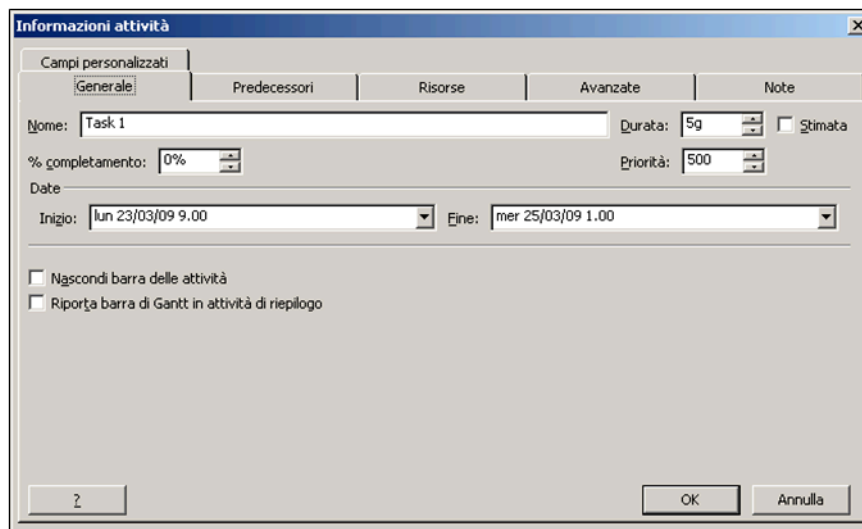 Informazioni attività
Campi personalizzati
Generale Predecessori Risorse Avanzate Note
Nome: Task 1 Durata: 5g Stimata
% completamento: 0% Priorità: 500
Date
Inizio: lun 23/03/09 9.00 Fine: mer 25/03/09 1.00
Nascondi barra delle attività
Riporta barra di Gantt in attività di riepilogo
? OK Annulla